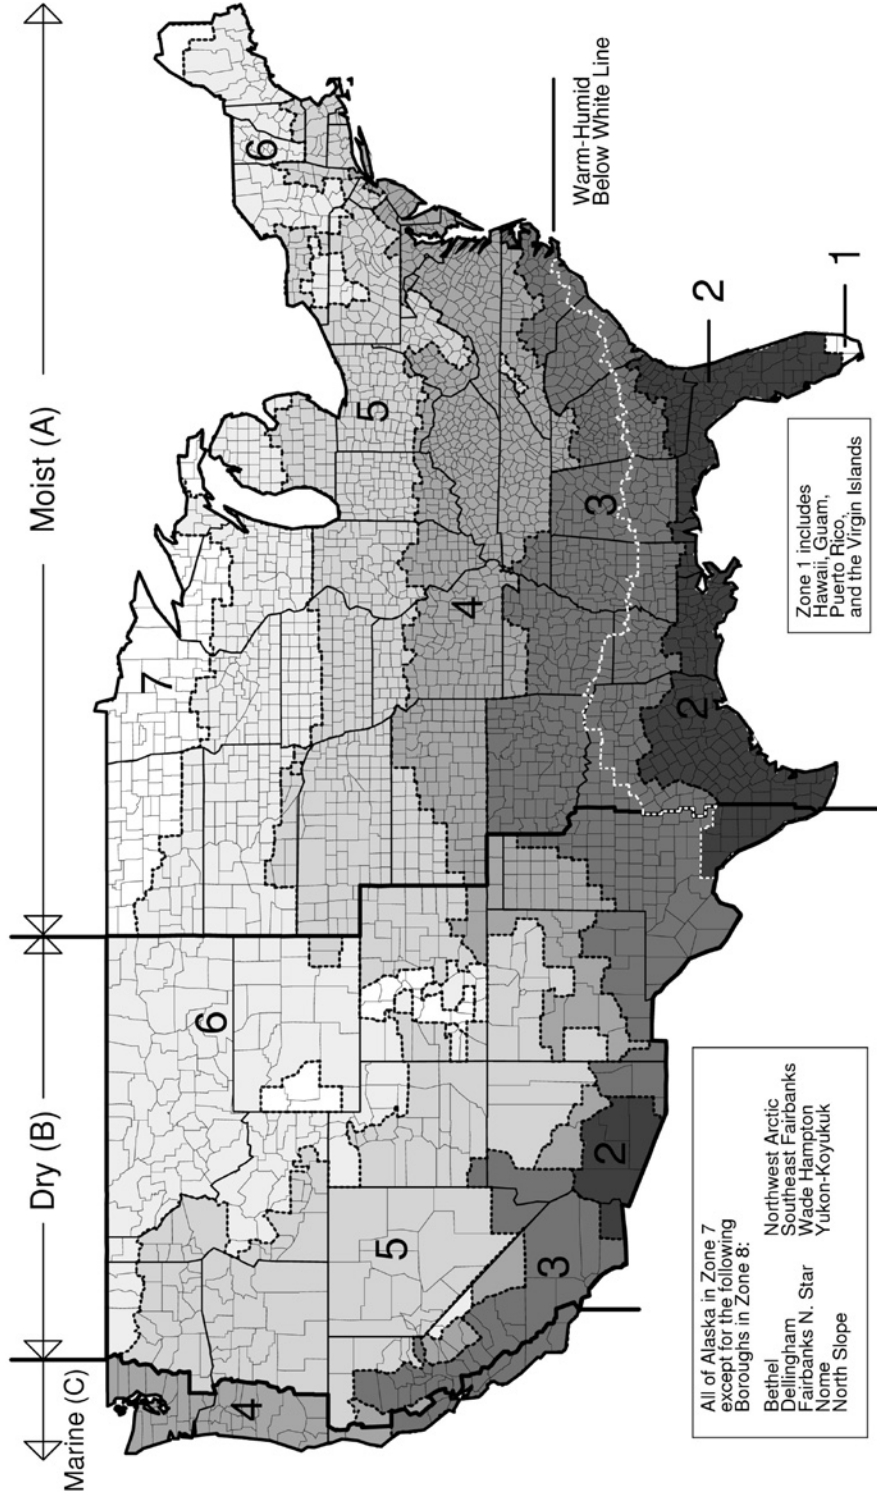 Marine (C)
Dry (B)
Moist (A)
7
6
6
5
5
4
4
3
3
2
2
2
1
Warm-Humid
Below White Line
All of Alaska in Zone 7
except for the following
Boroughs in Zone 8:
Bethel
Dellingham
Fairbanks N. Star
Nome
North Slope
Northwest Arctic
Southeast Fairbanks
Wade Hampton
Yukon-Koyukuk
Zone 1 includes
Hawaii, Guam,
Puerto Rico,
and the Virgin Islands